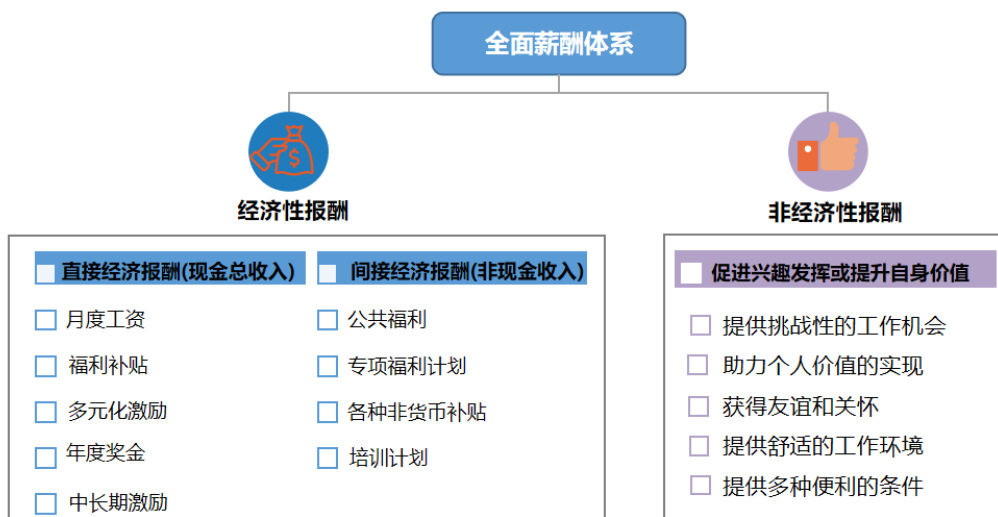 全面薪酬体系
$
经济性报酬
非经济性报酬
直接经济报酬(现金总收入)
月度工资
福利补贴
多元化激励
年度奖金
中长期激励
间接经济报酬(非现金收入)
公共福利
专项福利计划
各种非货币补贴
培训计划
促进兴趣发挥或提升自身价值
提供挑战性的工作机会
助力个人价值的实现
获得友谊和关怀
提供舒适的工作环境
提供多种便利的条件